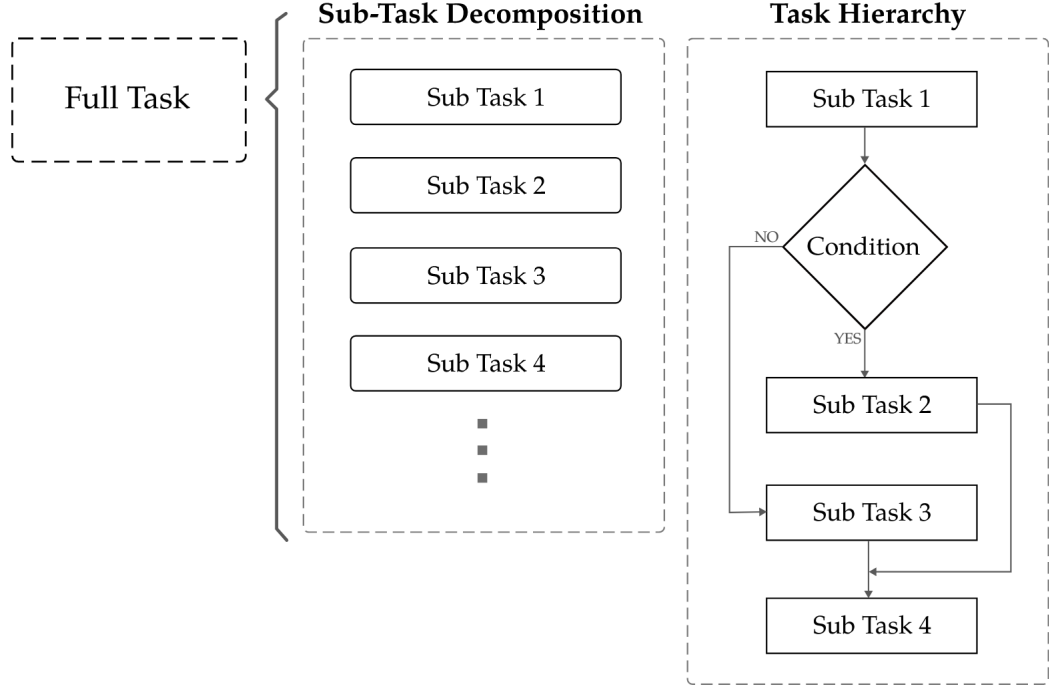 Full Task
Sub-Task Decomposition
Sub Task 1
Sub Task 2
Sub Task 3
Sub Task 4
Task Hierarchy
Sub Task 1
Condition
NO
YES
Sub Task 2
Sub Task 3
Sub Task 4